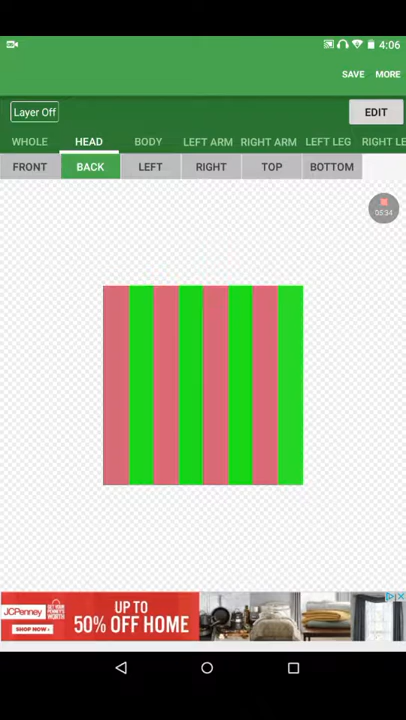 4:06
SAVE MORE
Layer Off EDIT
WHOLE HEAD BODY LEFT ARM RIGHT ARM LEFT LEG RIGHT LE
FRONT BACK LEFT RIGHT TOP BOTTOM
05:34
JCPenney
SHOP NOW
UP TO
50% OFF HOME